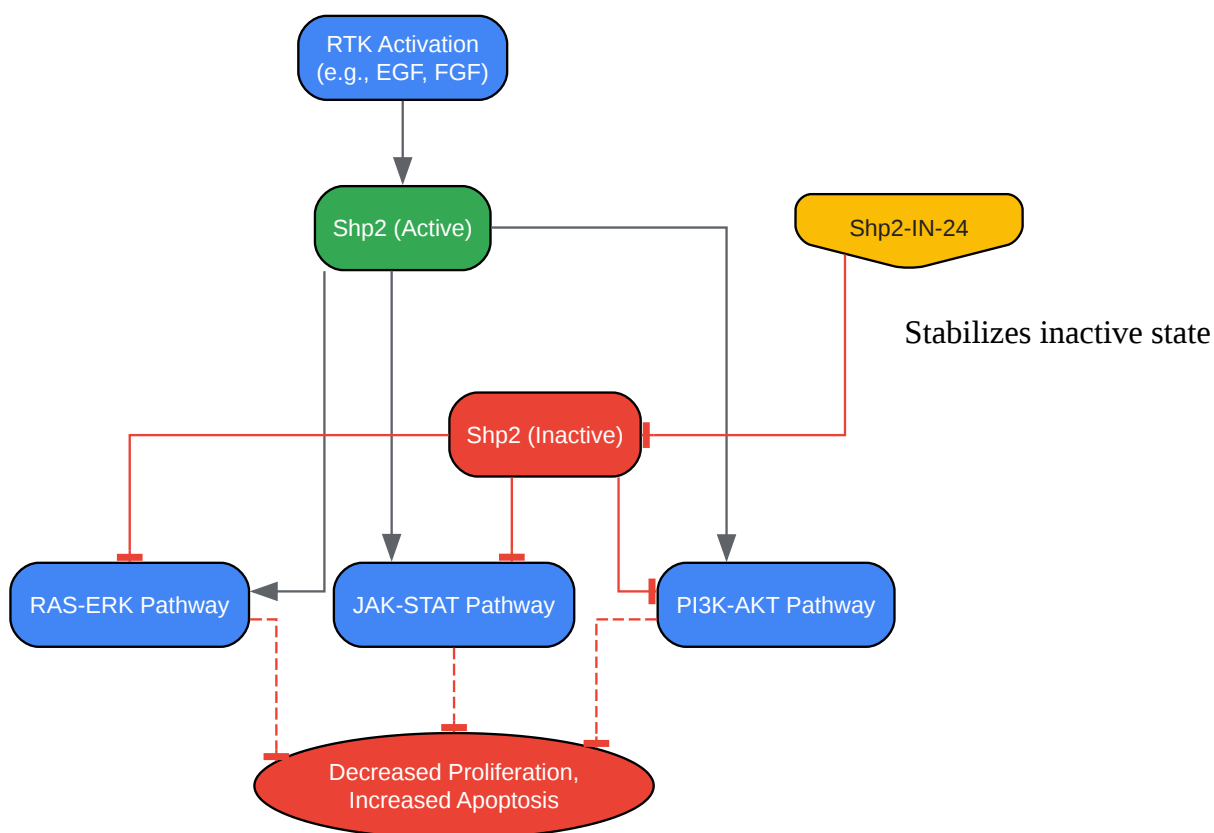 RTK Activation
(e.g., EGF, FGF)
Shp2 (Active)
Shp2-IN-24
Stabilizes inactive state
Shp2 (Inactive)
RAS-ERK Pathway
JAK-STAT Pathway
PI3K-AKT Pathway
Decreased Proliferation,
Increased Apoptosis